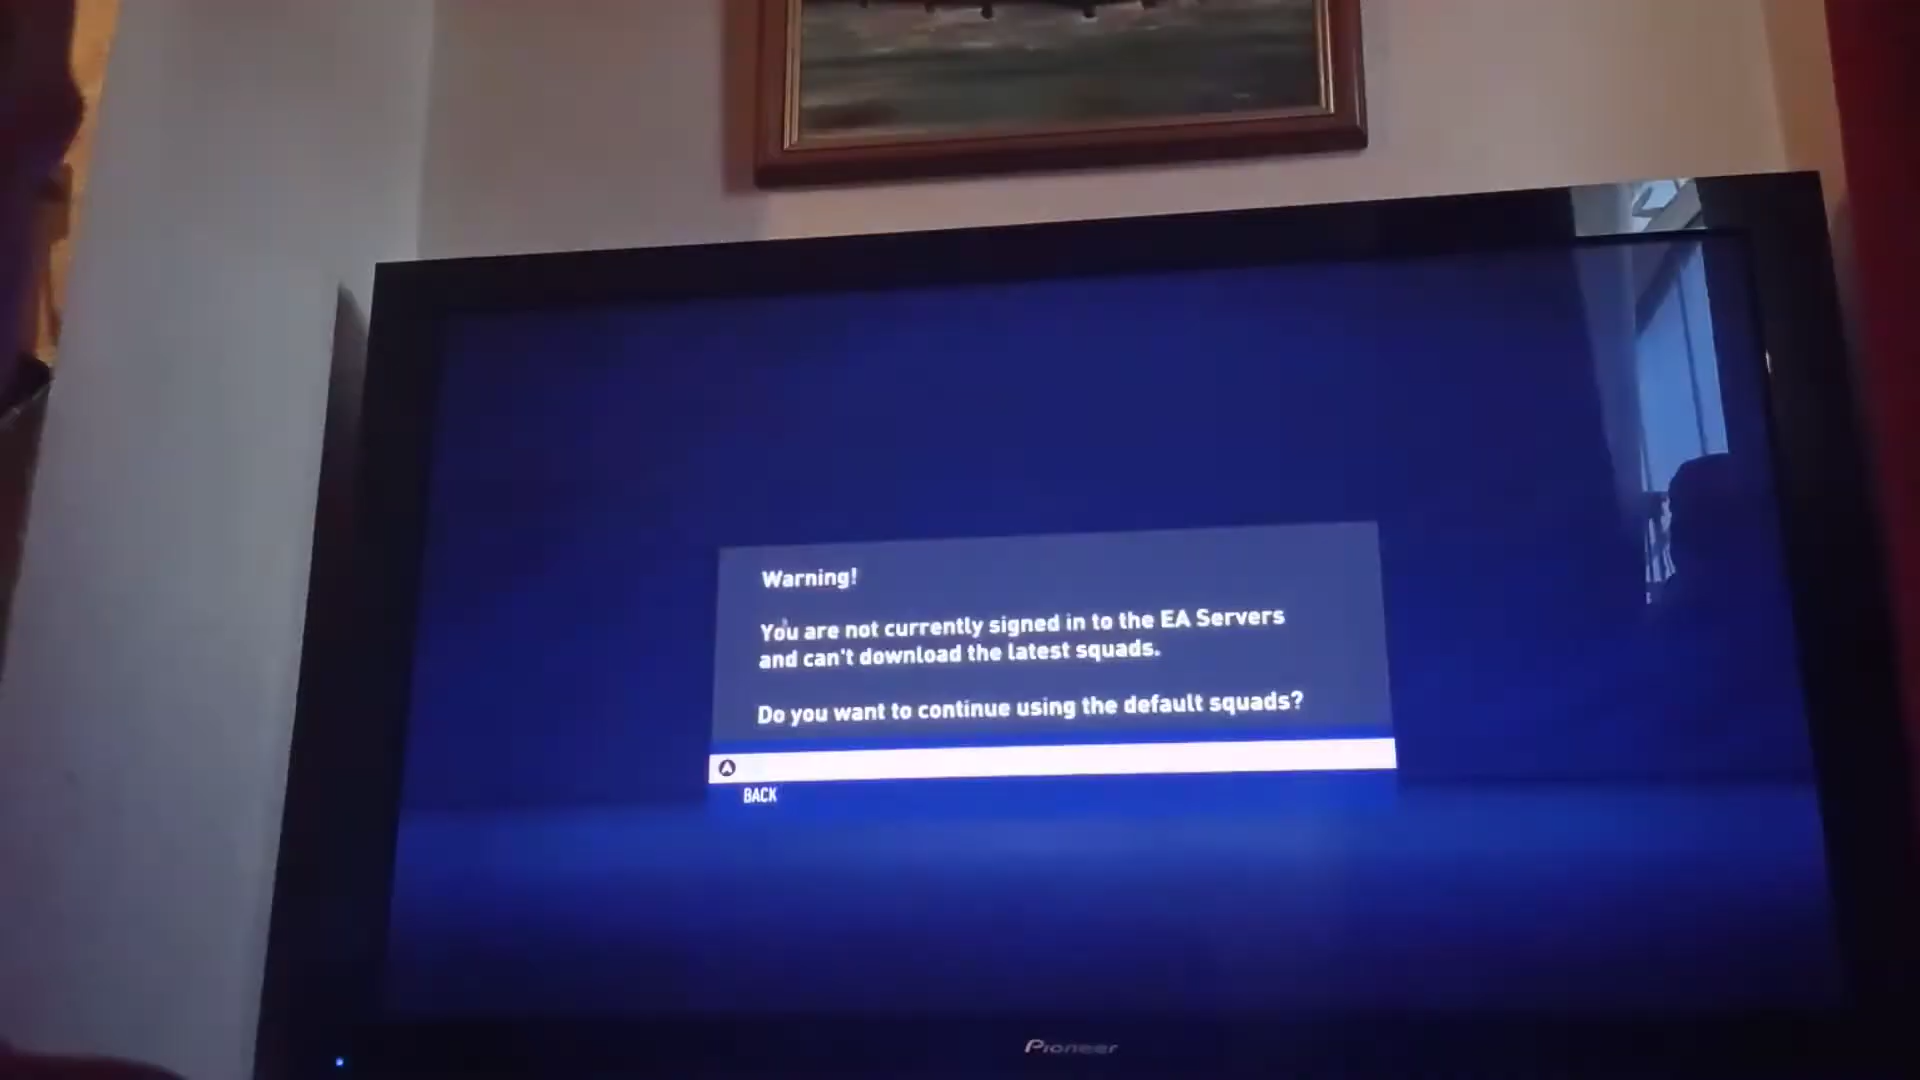 Warning!
You are not currently signed in to the EA Servers
and can't download the latest squads.
Do you want to continue using the default squads?
A
BACK
Pioneer